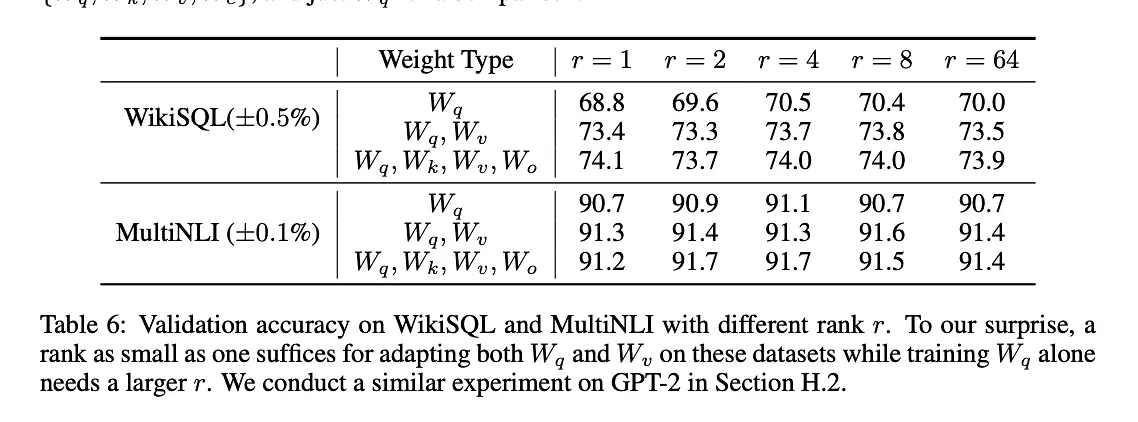 Weight Type r = 1 r = 2 r = 4 r = 8 r = 64
WikiSQL(±0.5%)
W_q 68.8 69.6 70.5 70.4 70.0
W_q, W_v 73.4 73.3 73.7 73.8 73.5
W_q, W_k, W_v, W_o 74.1 73.7 74.0 74.0 73.9
MultiNLI (±0.1%)
W_q 90.7 90.9 91.1 90.7 90.7
W_q, W_v 91.3 91.4 91.3 91.6 91.4
W_q, W_k, W_v, W_o 91.2 91.7 91.7 91.5 91.4
Table 6: Validation accuracy on WikiSQL and MultiNLI with different rank r. To our surprise, a
rank as small as one suffices for adapting both W_q and W_v on these datasets while training W_q alone
needs a larger r. We conduct a similar experiment on GPT-2 in Section H.2.